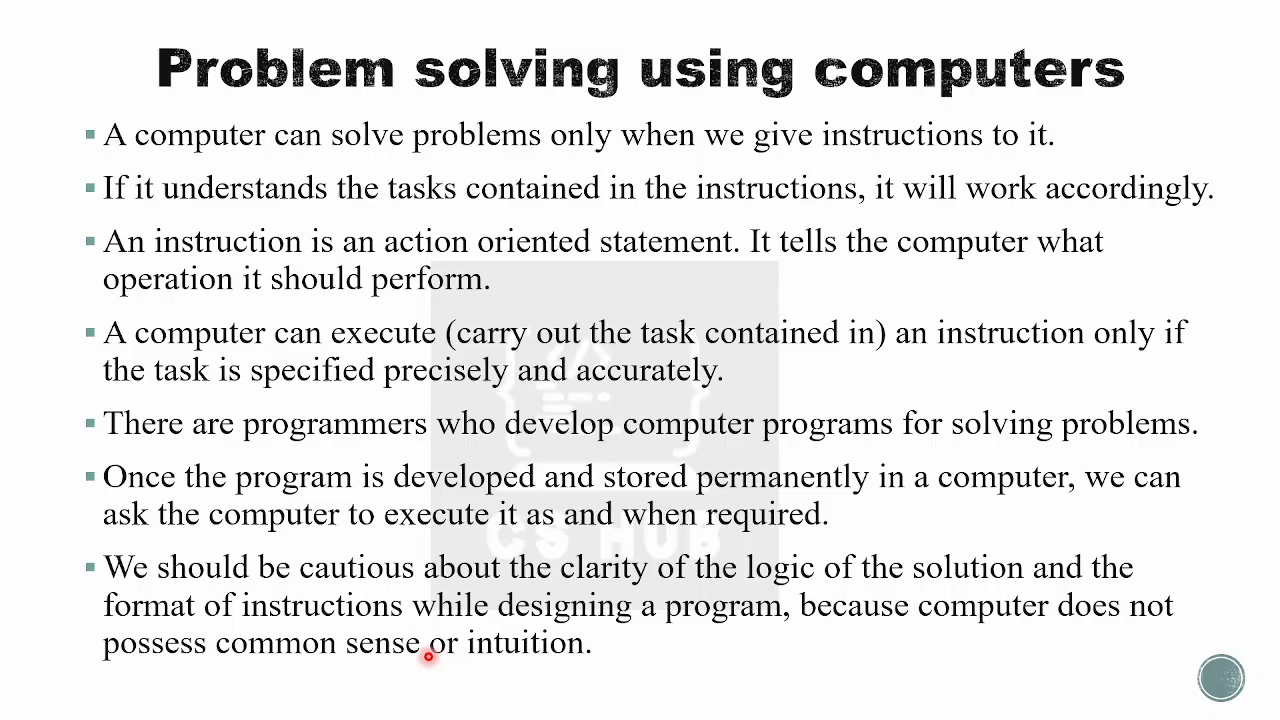 Problem solving using computers
▪ A computer can solve problems only when we give instructions to it.
▪ If it understands the tasks contained in the instructions, it will work accordingly.
▪ An instruction is an action oriented statement. It tells the computer what
operation it should perform.
▪ A computer can execute (carry out the task contained in) an instruction only if
the task is specified precisely and accurately.
▪ There are programmers who develop computer programs for solving problems.
▪ Once the program is developed and stored permanently in a computer, we can
ask the computer to execute it as and when required.
CS HUB
▪ We should be cautious about the clarity of the logic of the solution and the
format of instructions while designing a program, because computer does not
possess common sense or intuition.